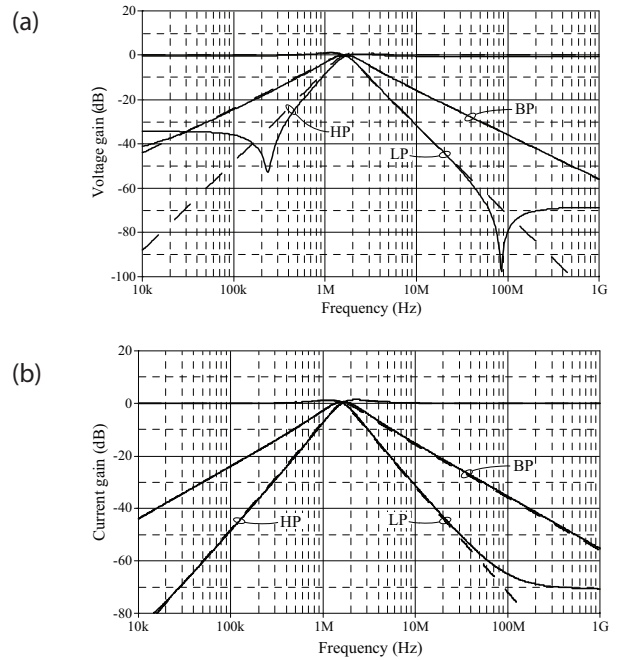 (a)
20
0
-20
-40
-60
-80
-100
Voltage gain (dB)
HP
BP
LP
10k 100k 1M 10M 100M 1G
Frequency (Hz)
(b)
20
0
-20
-40
-60
-80
Current gain (dB)
HP
LP
BP
10k 100k 1M 10M 100M 1G
Frequency (Hz)